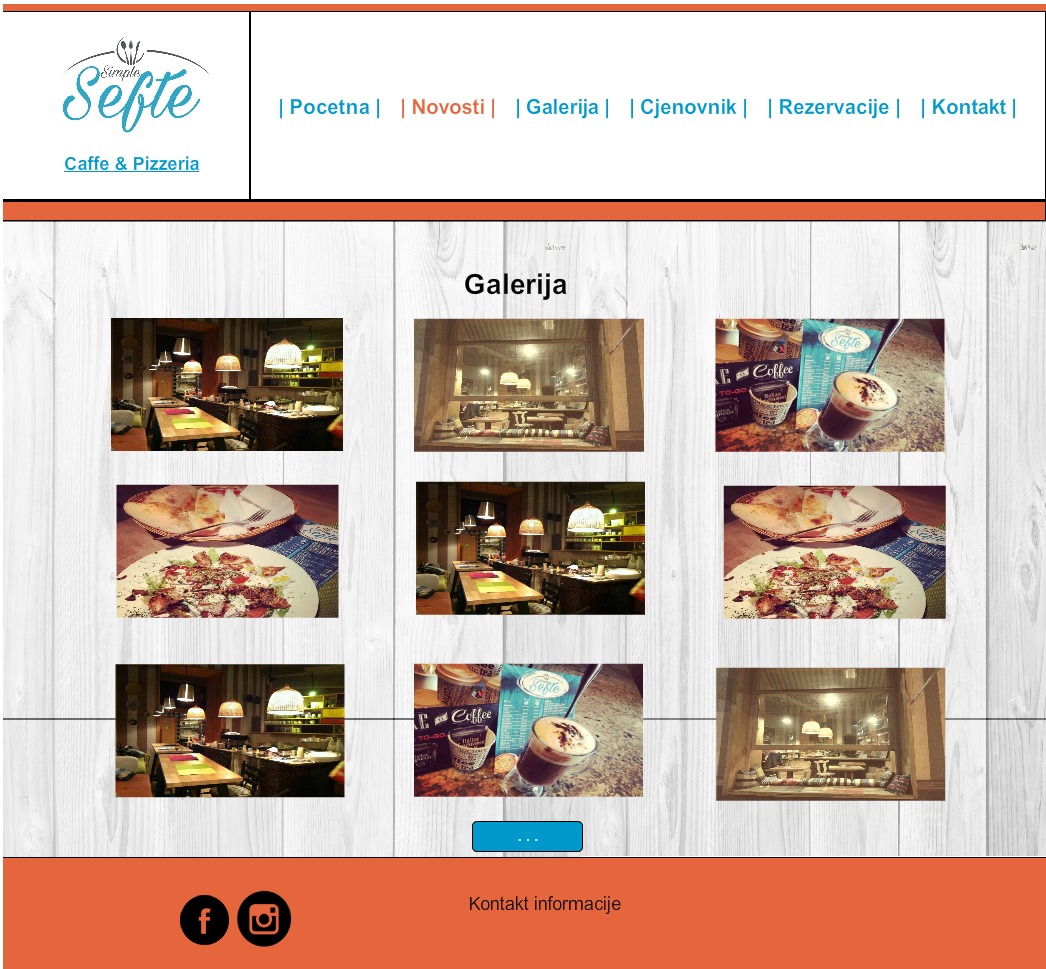 Simple
Sefte
Caffe & Pizzeria
| Pocetna | | Novosti | | Galerija | | Cjenovnik | | Rezervacije | | Kontakt |
Galerija
Sefte
Coffee
TO-GO
Sefte
Coffee
TO-GO
. . .
Kontakt informacije